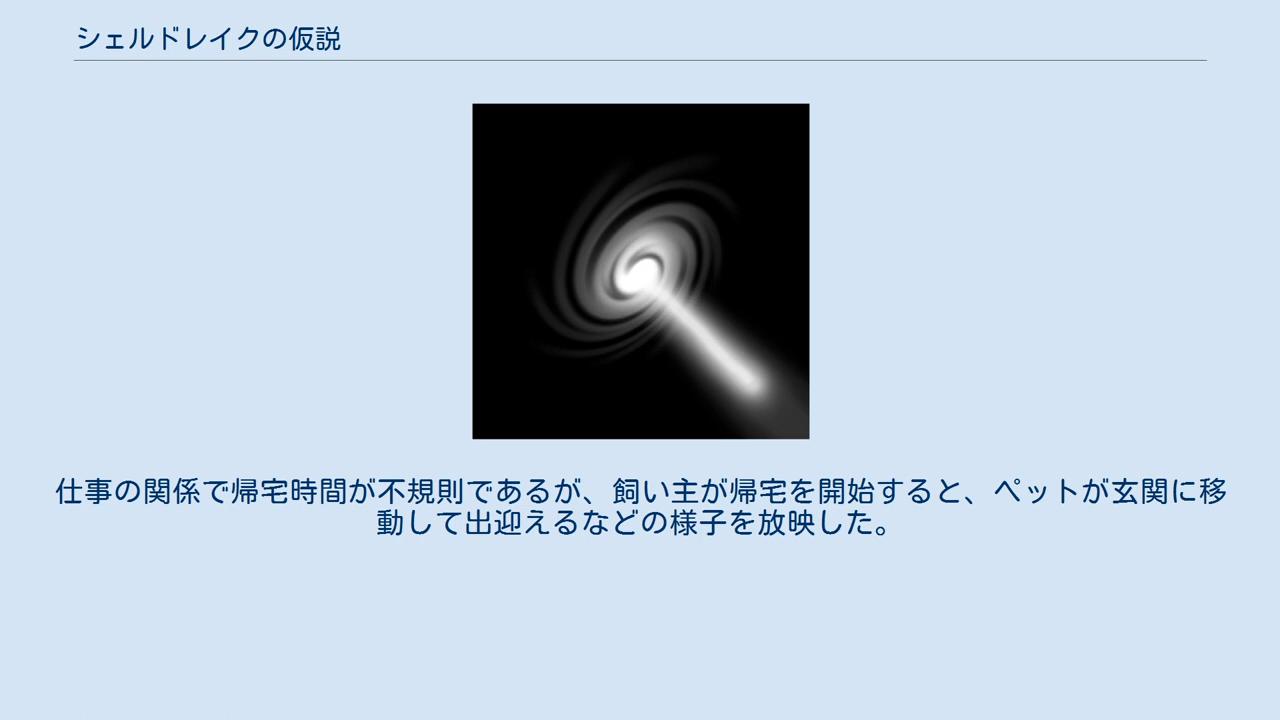 シェルドレイクの仮説
仕事の関係で帰宅時間が不規則であるが、飼い主が帰宅を開始すると、ペットが玄関に移
動して出迎えるなどの様子を放映した。